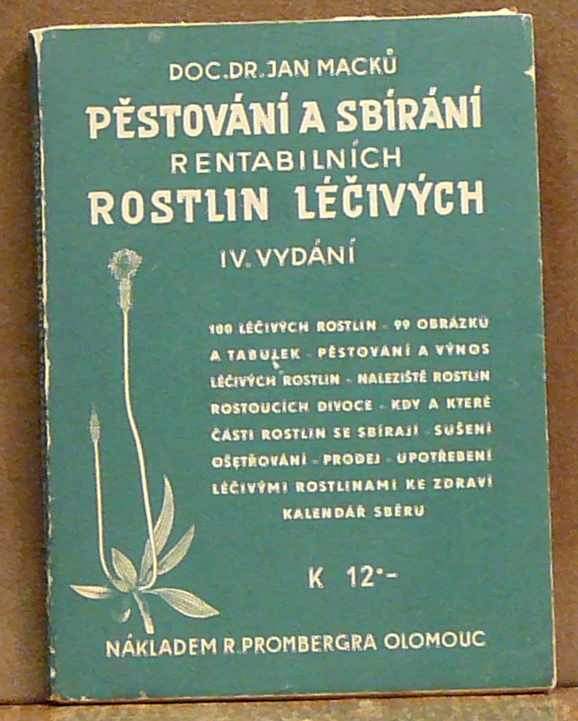 DOC.DR.JAN MACKŮ
PĚSTOVÁNÍ A SBÍRÁNÍ
RENTABILNÍCH
ROSTLIN LÉČIVÝCH
IV. VYDÁNÍ
100 LÉČIVÝCH ROSTLIN - 99 OBRÁZKŮ
A TABULEK - PĚSTOVÁNÍ A VÝNOS
LÉČIVÝCH ROSTLIN - NALEZIŠTĚ ROSTLIN
ROSTOUCÍCH DIVOCE - KDY A KTERÉ
ČÁSTI ROSTLIN SE SBÍRAJÍ - SUŠENÍ
OŠETŘOVÁNÍ - PRODEJ - UPOTŘEBENÍ
LÉČIVÝMI ROSTLINAMI KE ZDRAVÍ
KALENDÁŘ SBĚRU
K 12·-
NÁKLADEM R.PROMBERGRA OLOMOUC